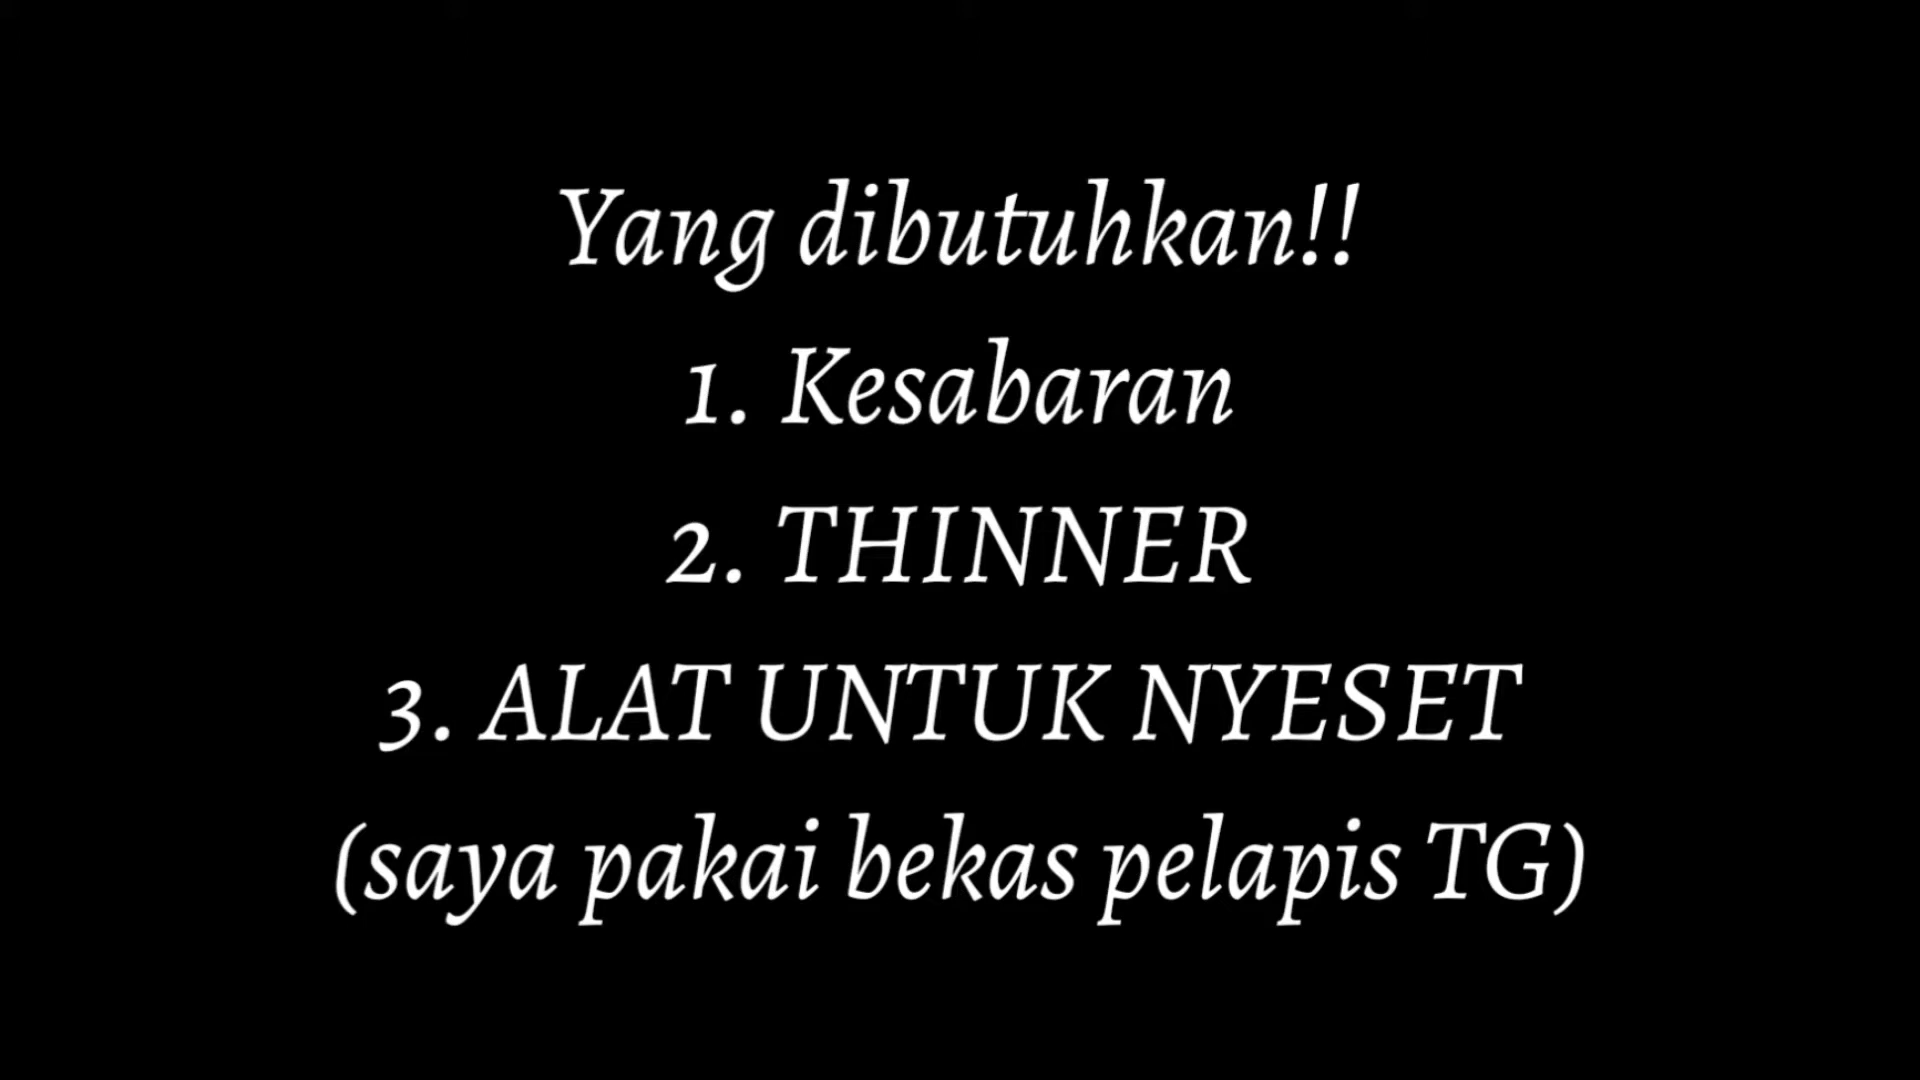 Yang dibutuhkan!!
1. Kesabaran
2. THINNER
3. ALAT UNTUK NYESET
(saya pakai bekas pelapis TG)